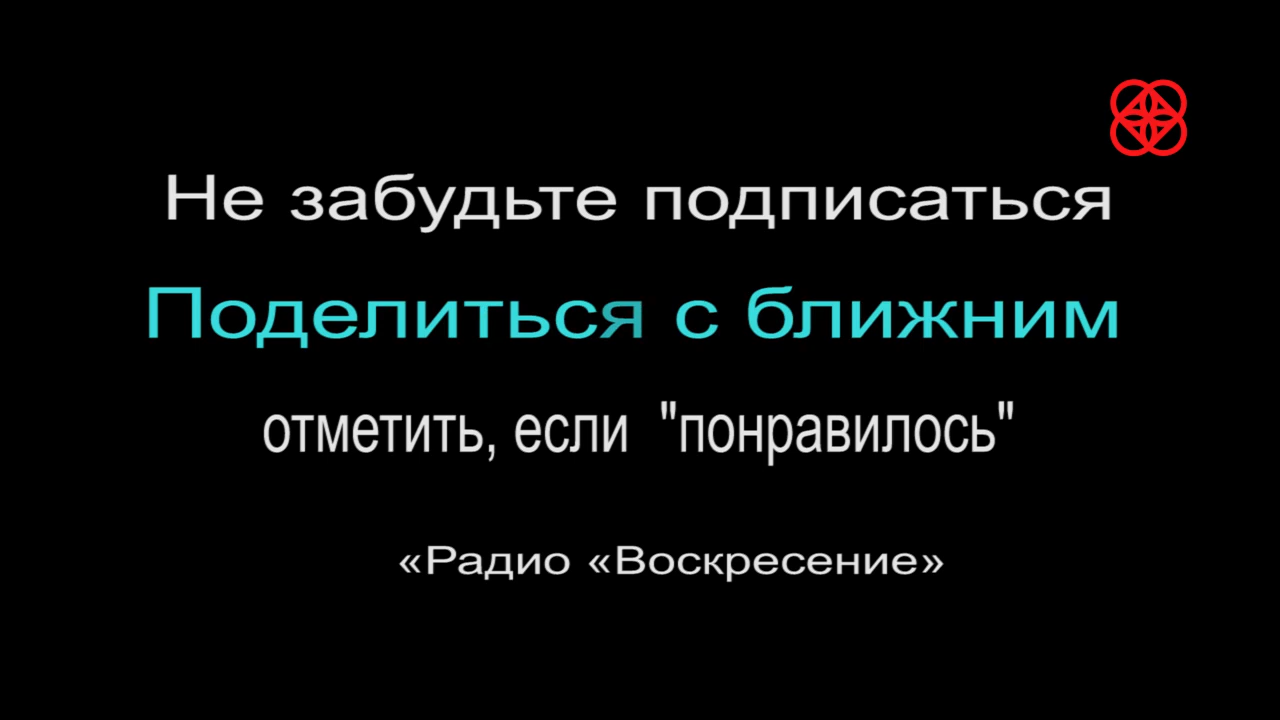 Не забудьте подписаться
Поделиться с ближним
отметить, если "понравилось"
«Радио «Воскресение»